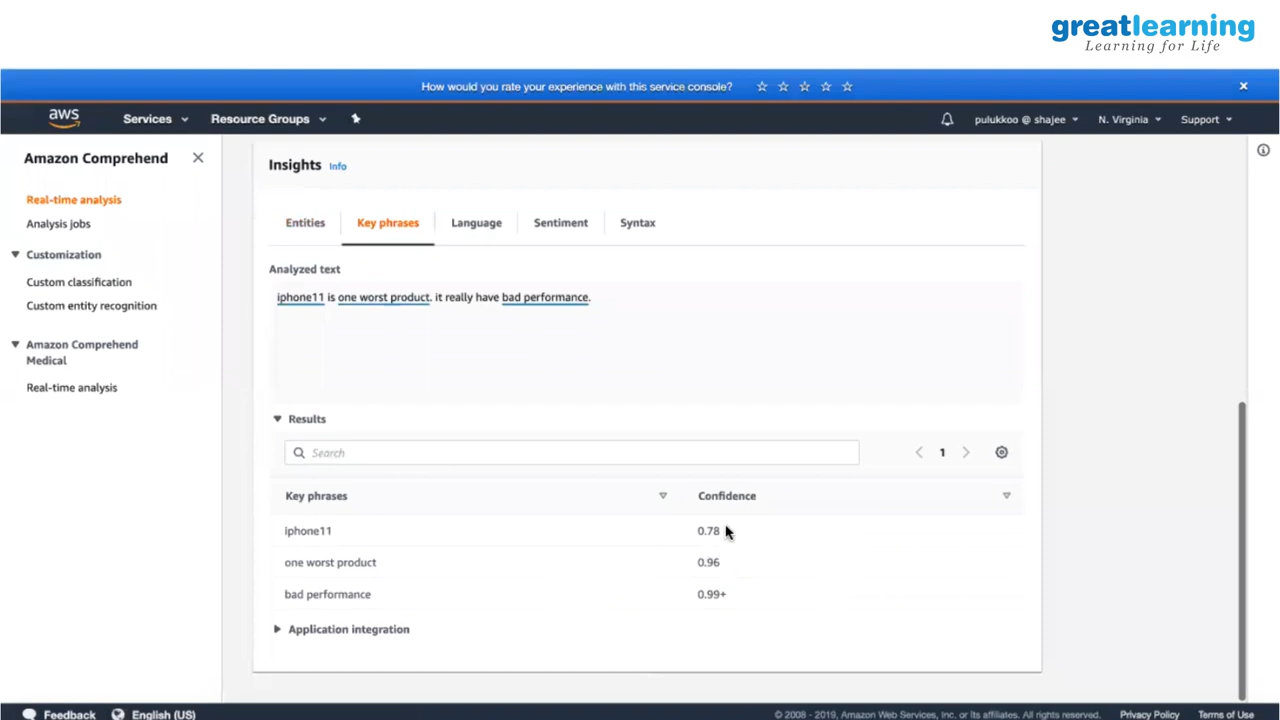 greatlearning
Learning for Life
How would you rate your experience with this service console?
aws Services Resource Groups pulukkoo @ shajee N. Virginia Support
Amazon Comprehend
Real-time analysis
Analysis jobs
Customization
Custom classification
Custom entity recognition
Amazon Comprehend
Medical
Real-time analysis
Insights Info
Entities Key phrases Language Sentiment Syntax
Analyzed text
iphone11 is one worst product. it really have bad performance.
Results
Search
1
Key phrases Confidence
iphone11 0.78
one worst product 0.96
bad performance 0.99+
Application integration
Feedback English (US) © 2008 - 2019, Amazon Web Services, Inc. or its affiliates. All rights reserved. Privacy Policy Terms of Use